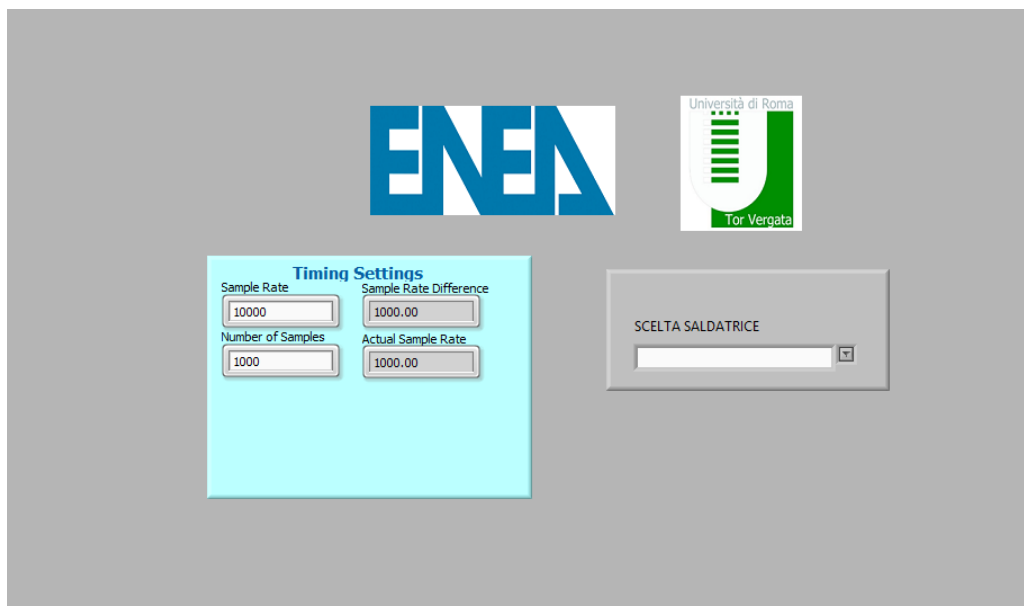 ENEA
Università di Roma
Tor Vergata
Timing Settings
Sample Rate
Sample Rate Difference
10000
1000.00
Number of Samples
Actual Sample Rate
1000
1000.00
SCELTA SALDATRICE